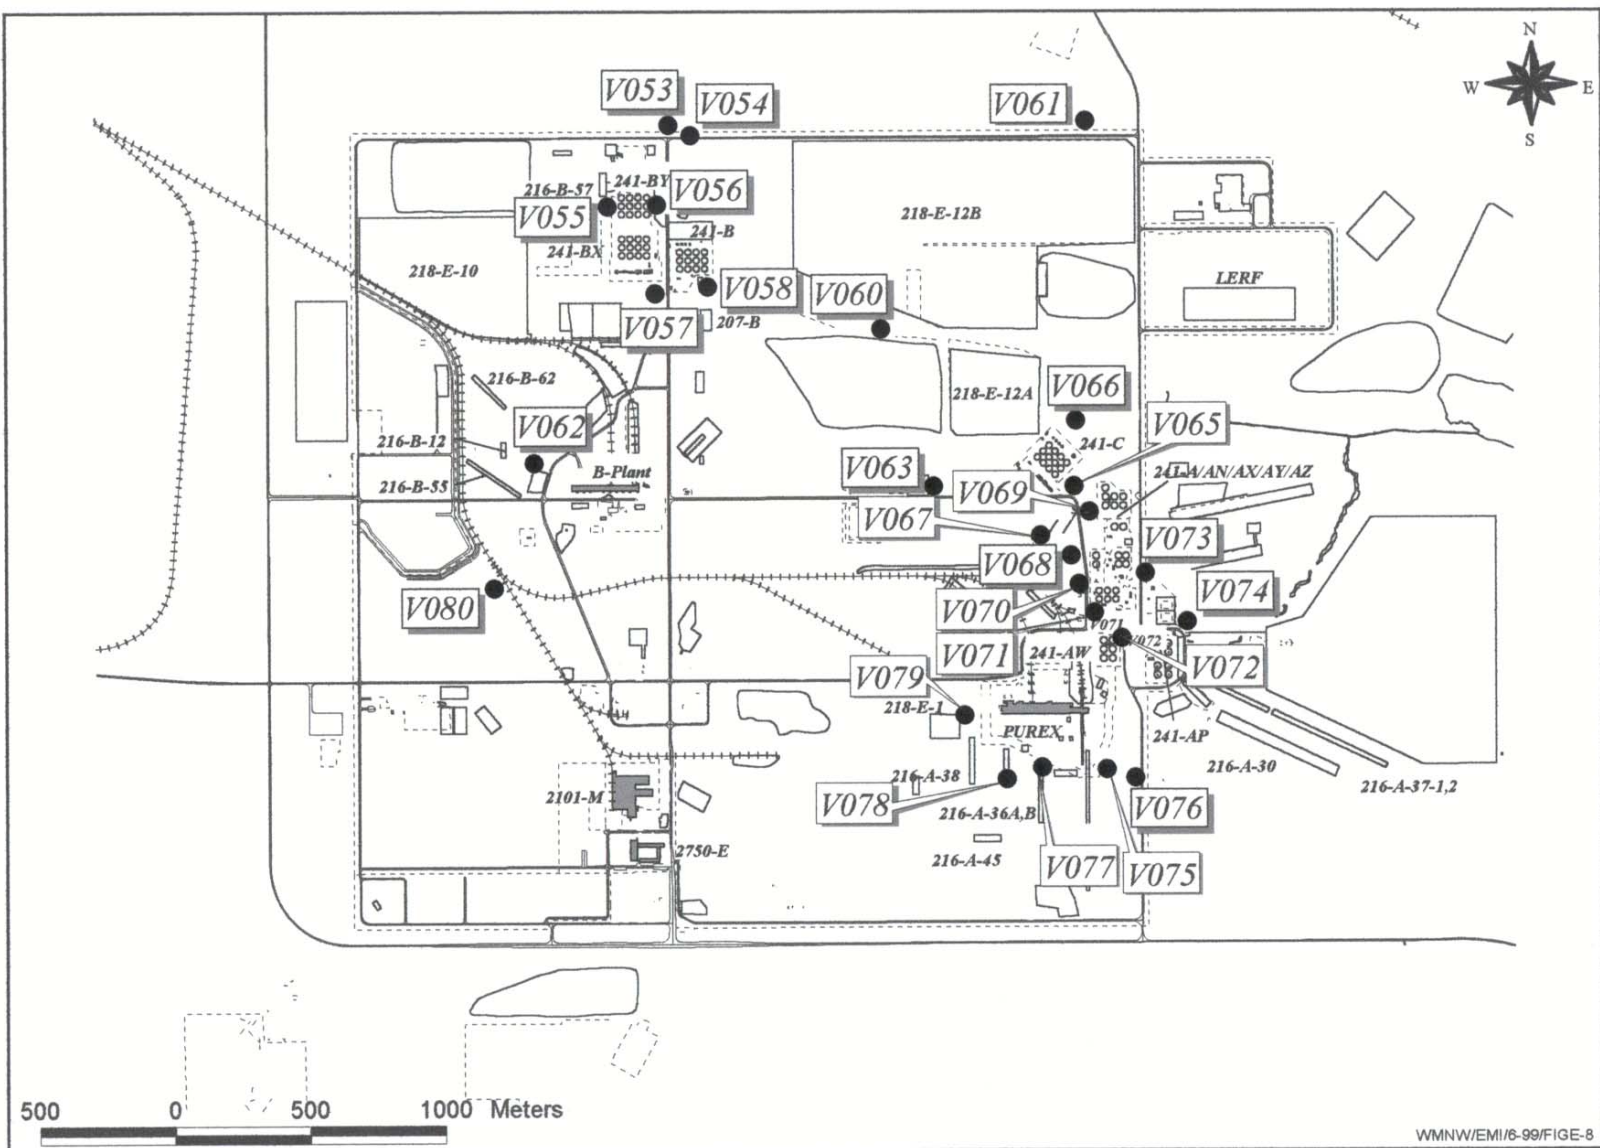 N
W E
S
V053
V054
V061
216-B-57
241-BY
V056
V055
241-B
218-E-12B
241-BX
218-E-10
LERF
V058
V060
207-B
V057
216-B-62
218-E-12A
V066
V062
V065
216-B-12
241-C
B-Plant
V063
241-A/AN/AX/AY/AZ
216-B-55
V069
V067
V073
V068
V074
V080
V070
V071
V072
V071
241-AW
V072
V079
218-E-1
PUREX
241-AP
216-A-30
216-A-38
2101-M
216-A-37-1,2
V078
216-A-36A,B
V076
2750-E
216-A-45
V077
V075
500 0 500 1000 Meters
WMNW/EMI/6-99/FIGE-8